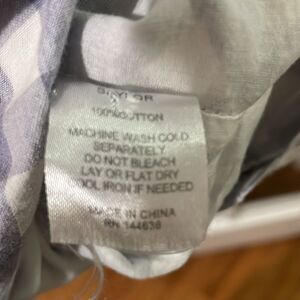 100%COTTON
MACHINE WASH COLD
SEPARATELY
DO NOT BLEACH
LAY OR FLAT DRY
COOL IRON IF NEEDED
MADE IN CHINA
RN 144638